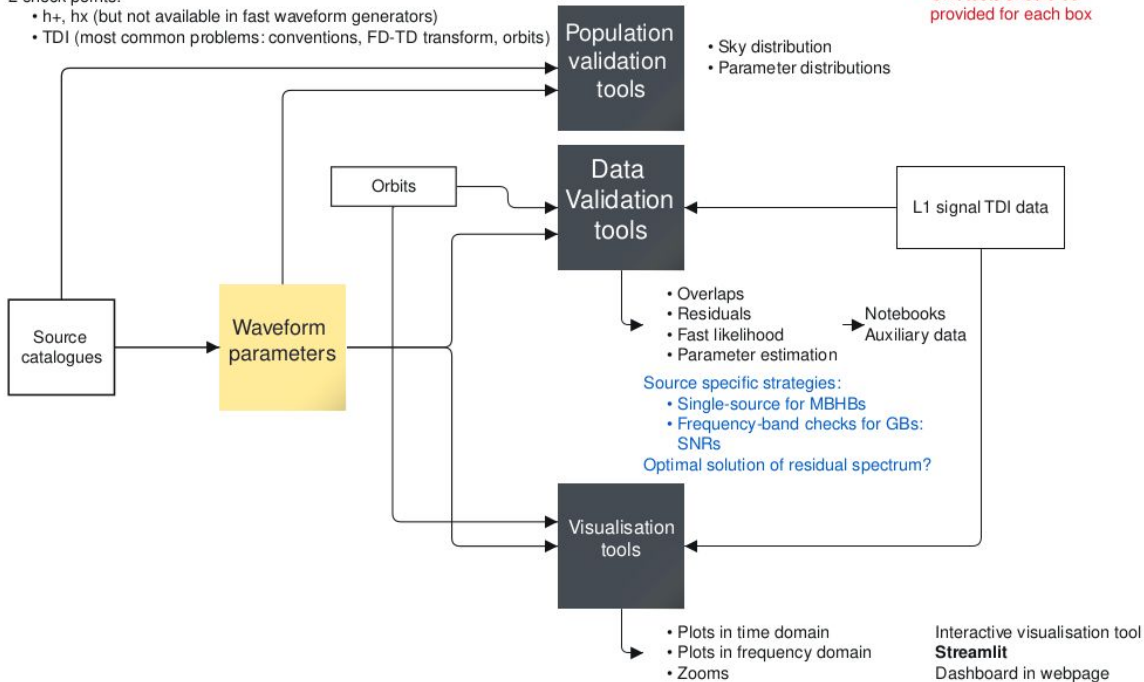 • h+, hx (but not available in fast waveform generators)
• TDI (most common problems: conventions, FD-TD transform, orbits)
provided for each box
Population
validation
tools
• Sky distribution
• Parameter distributions
Orbits
Data
Validation
tools
L1 signal TDI data
Source
catalogues
Waveform
parameters
• Overlaps
• Residuals
• Fast likelihood
• Parameter estimation
Notebooks
Auxiliary data
Source specific strategies:
• Single-source for MBHBs
• Frequency-band checks for GBs:
SNRs
Optimal solution of residual spectrum?
Visualisation
tools
• Plots in time domain
• Plots in frequency domain
• Zooms
Interactive visualisation tool
Streamlit
Dashboard in webpage